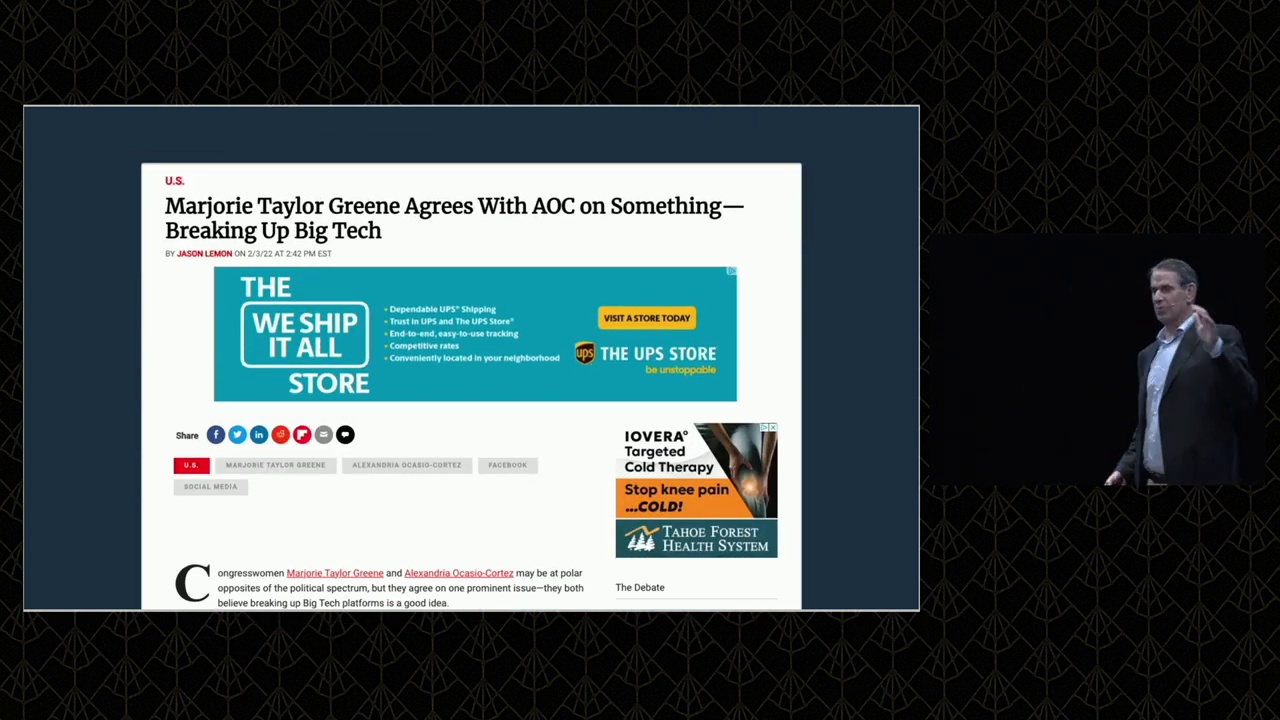 U.S.
Marjorie Taylor Greene Agrees With AOC on Something—
Breaking Up Big Tech
BY JASON LEMON ON 2/3/22 AT 2:42 PM EST
THE
WE SHIP
IT ALL
STORE
• Dependable UPS® Shipping
• Trust in UPS and The UPS Store®
• End-to-end, easy-to-use tracking
• Competitive rates
• Conveniently located in your neighborhood
VISIT A STORE TODAY
ups THE UPS STORE
be unstoppable
Share
U.S. MARJORIE TAYLOR GREENE ALEXANDRIA OCASIO-CORTEZ FACEBOOK
SOCIAL MEDIA
IOVERA°
Targeted
Cold Therapy
Stop knee pain
...COLD!
TAHOE FOREST
HEALTH SYSTEM
Congresswomen Marjorie Taylor Greene and Alexandria Ocasio-Cortez may be at polar
opposites of the political spectrum, but they agree on one prominent issue—they both
believe breaking up Big Tech platforms is a good idea.
The Debate